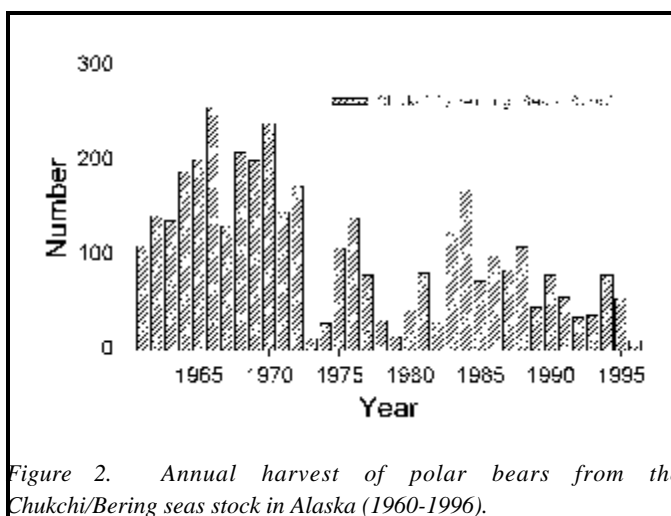 300
200
100
0
Number
1965 1970 1975 1980 1985 1990 1995
Year
Figure 2. Annual harvest of polar bears from
Chukchi/Bering seas stock in Alaska (1960-1996).